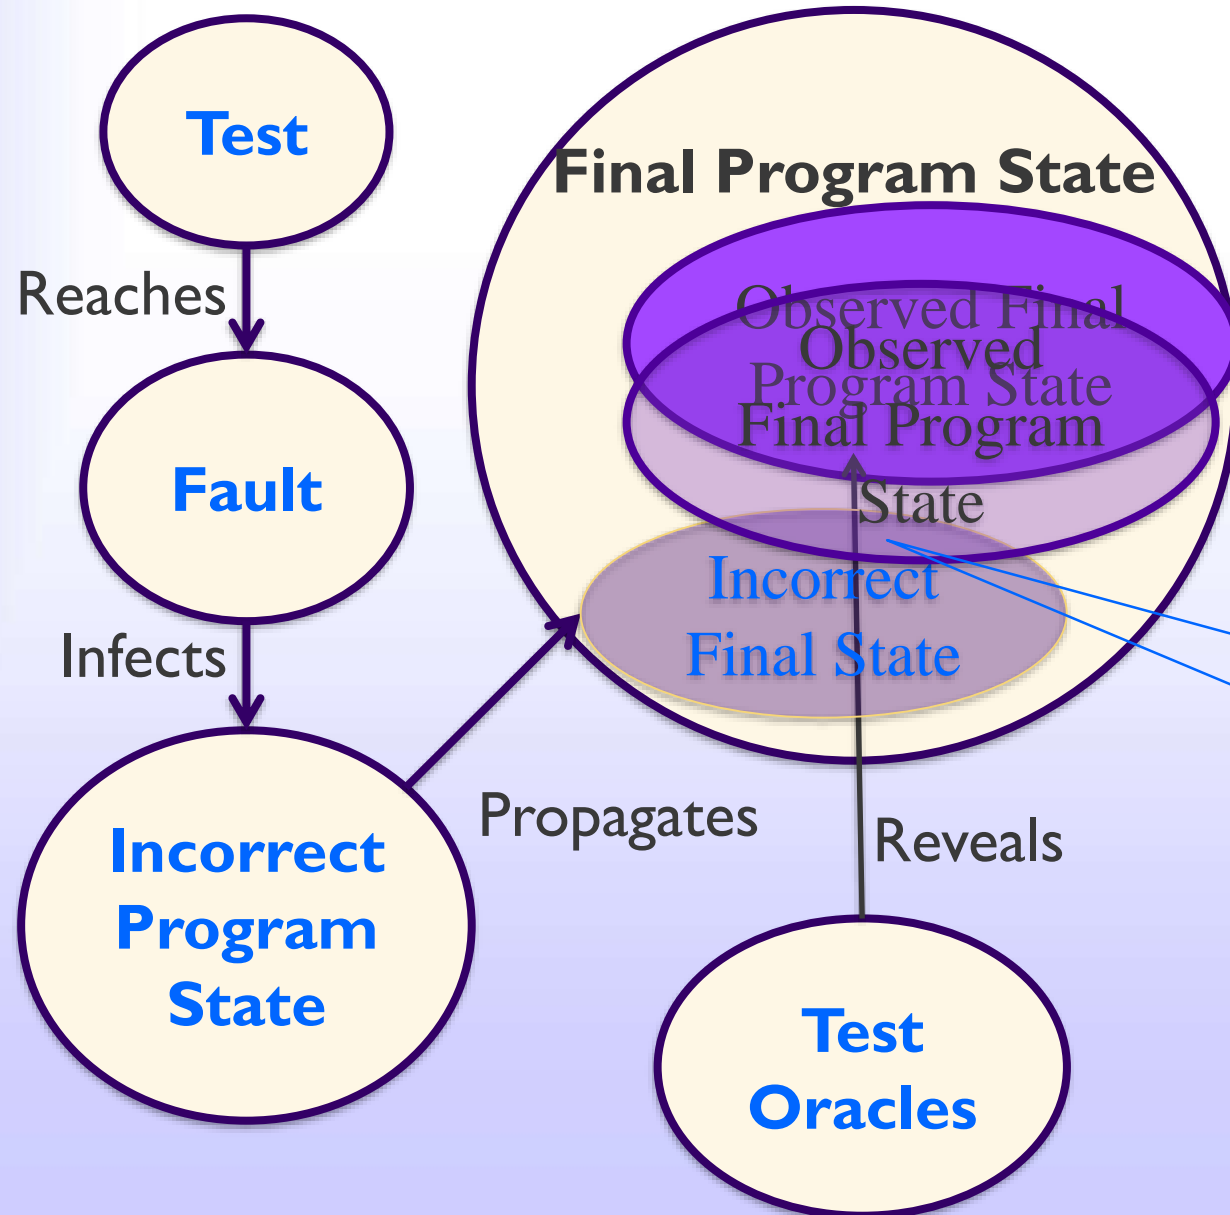 Test
Reaches
Fault
Infects
Incorrect
Program
State
Propagates
Final Program State
Observed Final
Program State
Observed
Final Program
State
Incorrect
Final State
Reveals
Test
Oracles